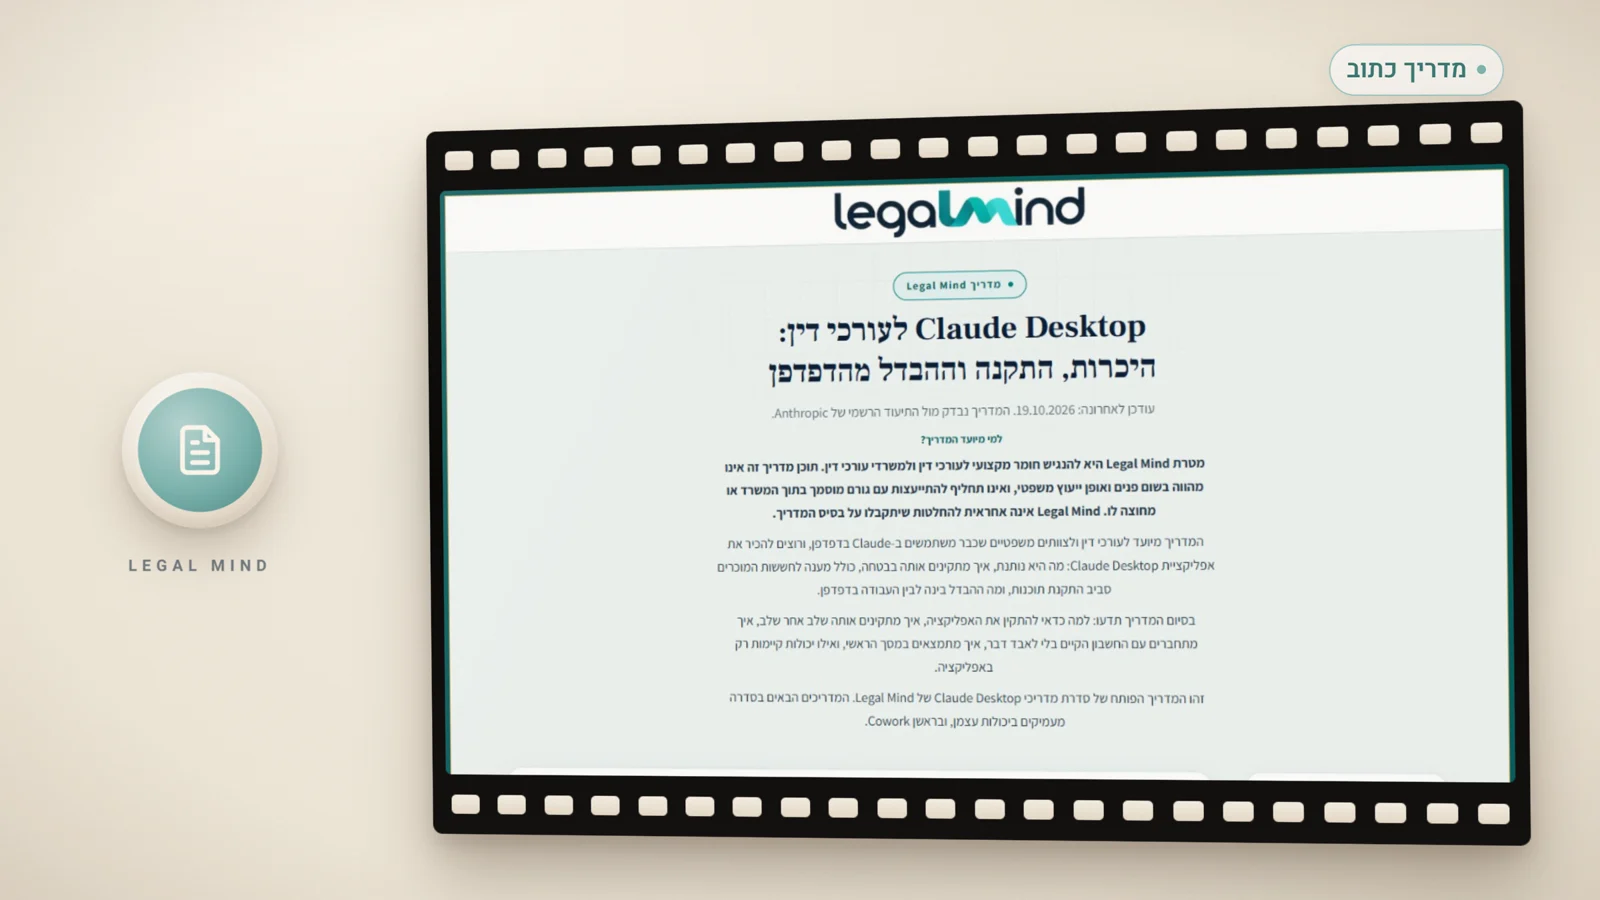 מדריך כתוב
legalmind
מדריך Legal Mind
Claude Desktop לעורכי דין:
היכרות, התקנה וההבדל מהדפדפן
עודכן לאחרונה: 19.10.2026. המדריך נבדק מול התיעוד הרשמי של Anthropic.
למי מיועד המדריך?
מטרת Legal Mind היא להנגיש חומר מקצועי לעורכי דין ולמשרדי עורכי דין. תוכן מדריך זה אינו
מהווה בשום פנים ואופן ייעוץ משפטי, ואינו תחליף להתייעצות עם גורם מוסמך בתוך המשרד או
מחוצה לו. Legal Mind אינה אחראית להחלטות שיתקבלו על בסיס המדריך.
המדריך מיועד לעורכי דין ולצוותים משפטיים שכבר משתמשים ב-Claude בדפדפן, ורוצים להכיר את
אפליקציית Claude Desktop: מה היא נותנת, איך מתקינים אותה בבטחה, כולל מענה לחששות המוכרים
סביב התקנת תוכנות, ומה ההבדל בינה לבין העבודה בדפדפן.
בסיום המדריך תדעו: למה כדאי להתקין את האפליקציה, איך מתקינים אותה שלב אחר שלב, איך
מתחברים עם החשבון הקיים בלי לאבד דבר, איך מתמצאים במסך הראשי, ואילו יכולות קיימות רק
באפליקציה.
זהו המדריך הפותח של סדרת מדריכי Claude Desktop של Legal Mind. המדריכים הבאים בסדרה
מעמיקים ביכולות עצמן, ובראשן Cowork.
LEGAL MIND